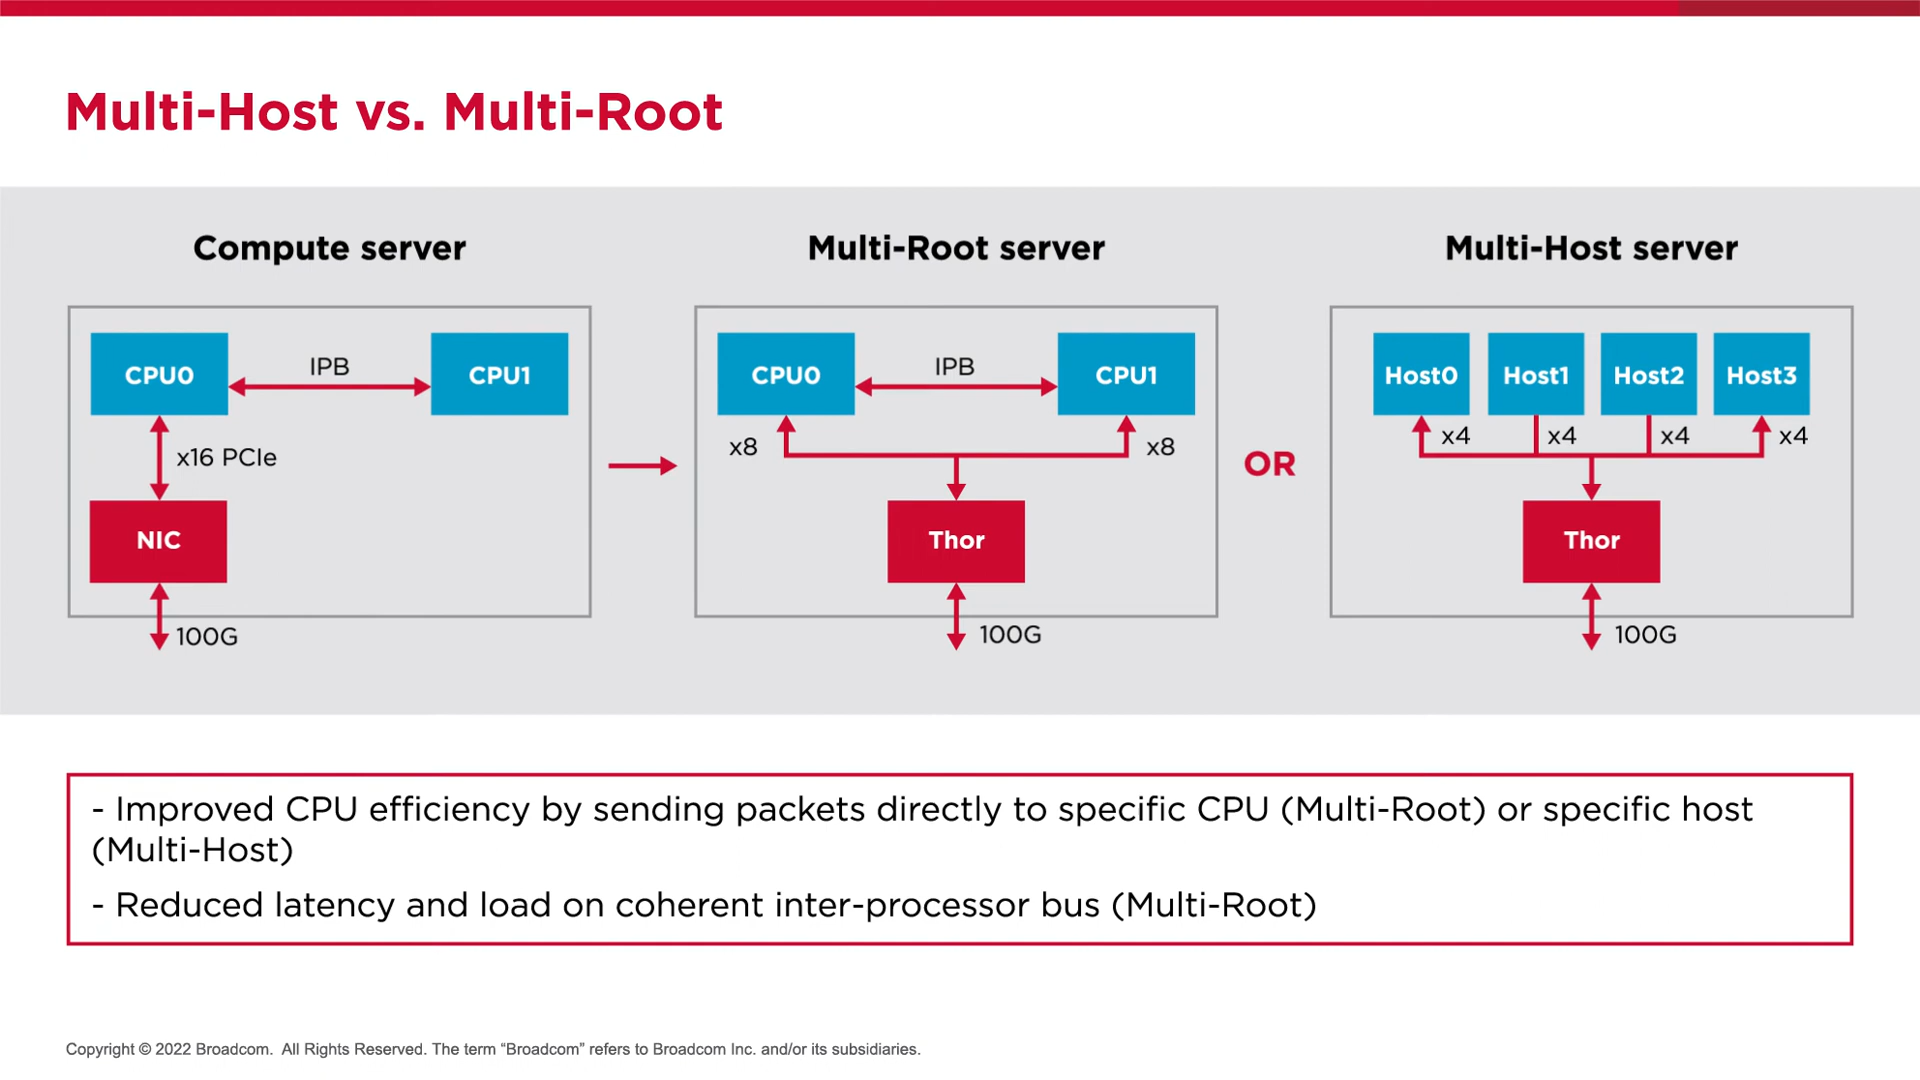 Multi-Host vs. Multi-Root
Compute server
CPU0
IPB
CPU1
x16 PCIe
NIC
100G
Multi-Root server
CPU0
IPB
CPU1
x8
x8
Thor
100G
OR
Multi-Host server
Host0
Host1
Host2
Host3
x4
x4
x4
x4
Thor
100G
- Improved CPU efficiency by sending packets directly to specific CPU (Multi-Root) or specific host
(Multi-Host)
- Reduced latency and load on coherent inter-processor bus (Multi-Root)
Copyright © 2022 Broadcom.  All Rights Reserved. The term “Broadcom” refers to Broadcom Inc. and/or its subsidiaries.